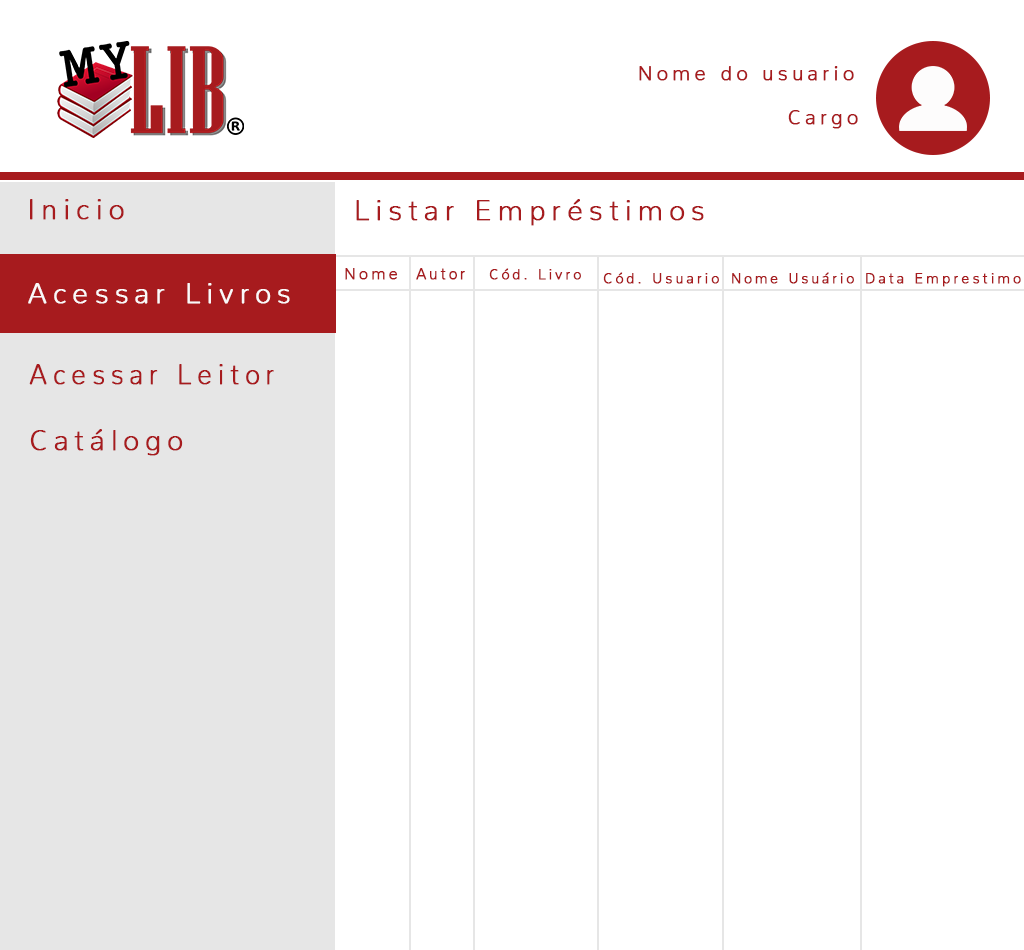 MY LIB®
Nome do usuario
Cargo
Inicio
Acessar Livros
Acessar Leitor
Catálogo
Listar Empréstimos
Nome Autor Cód. Livro Cód. Usuario Nome Usuário Data Emprestimo